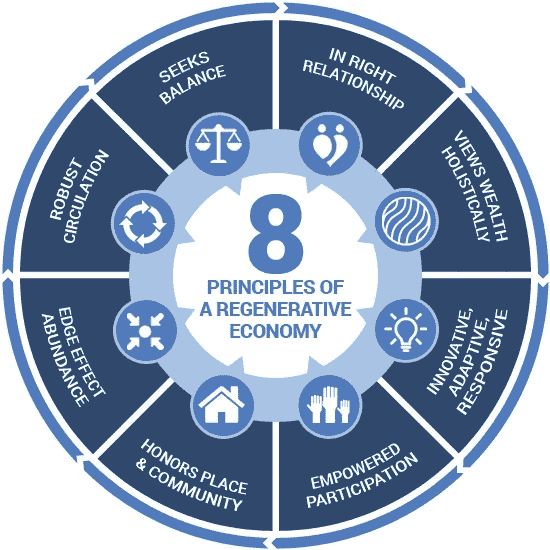 8
PRINCIPLES OF
A REGENERATIVE
ECONOMY
IN RIGHT
RELATIONSHIP
VIEWS WEALTH
HOLISTICALLY
INNOVATIVE,
ADAPTIVE,
RESPONSIVE
EMPOWERED
PARTICIPATION
HONORS PLACE
& COMMUNITY
EDGE EFFECT
ABUNDANCE
ROBUST
CIRCULATION
SEEKS
BALANCE